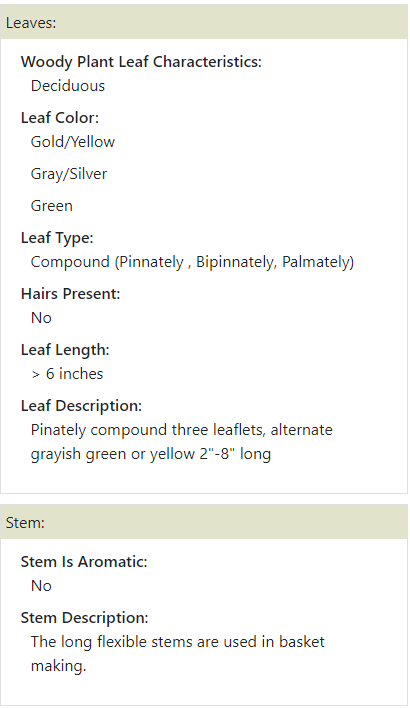 Leaves:
Woody Plant Leaf Characteristics:
Deciduous
Leaf Color:
Gold/Yellow
Gray/Silver
Green
Leaf Type:
Compound (Pinnately , Bipinnately, Palmately)
Hairs Present:
No
Leaf Length:
> 6 inches
Leaf Description:
Pinately compound three leaflets, alternate
grayish green or yellow 2"-8" long
Stem:
Stem Is Aromatic:
No
Stem Description:
The long flexible stems are used in basket
making.